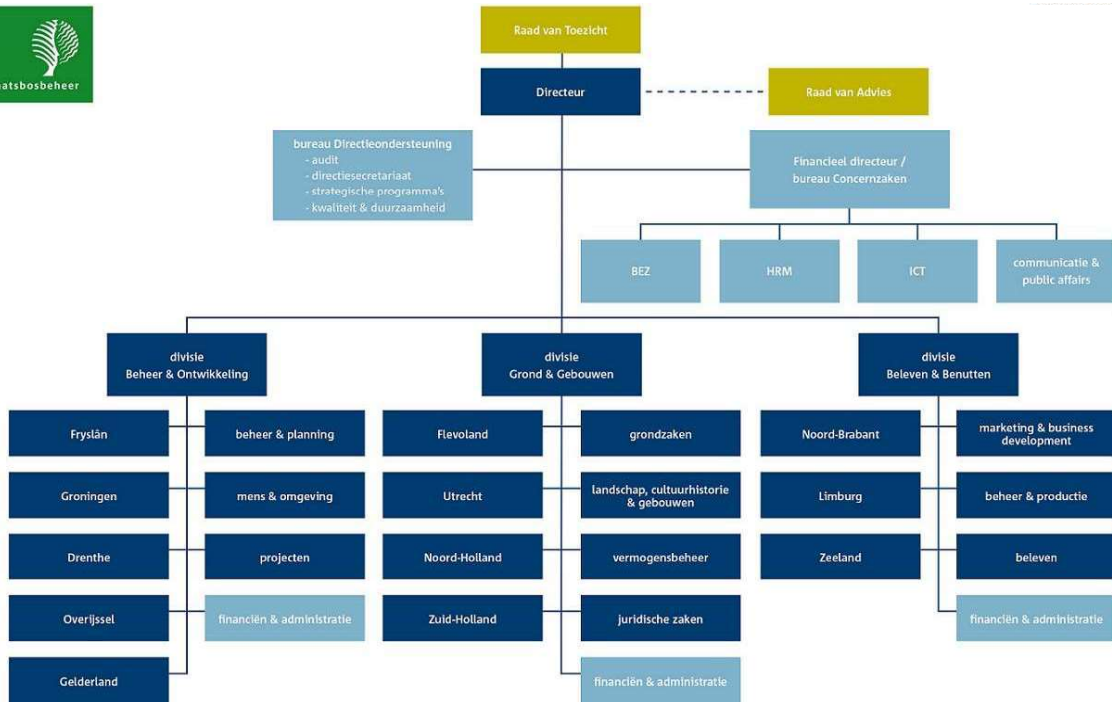 aatsbosbeheer
Raad van Toezicht
Directeur
Raad van Advies
bureau Directieondersteuning
- audit
- directiesecretariaat
- strategische programma's
- kwaliteit & duurzaamheid
Financieel directeur /
bureau Concernzaken
BEZ
HRM
ICT
communicatie &
public affairs
divisie
Beheer & Ontwikkeling
divisie
Grond & Gebouwen
divisie
Beleven & Benutten
Fryslân
beheer & planning
Flevoland
grondzaken
Noord-Brabant
marketing & business
development
Groningen
mens & omgeving
Utrecht
landschap, cultuurhistorie
& gebouwen
Limburg
beheer & productie
Drenthe
projecten
Noord-Holland
vermogensbeheer
Zeeland
beleven
Overijssel
financiën & administratie
Zuid-Holland
juridische zaken
financiën & administratie
Gelderland
financiën & administratie